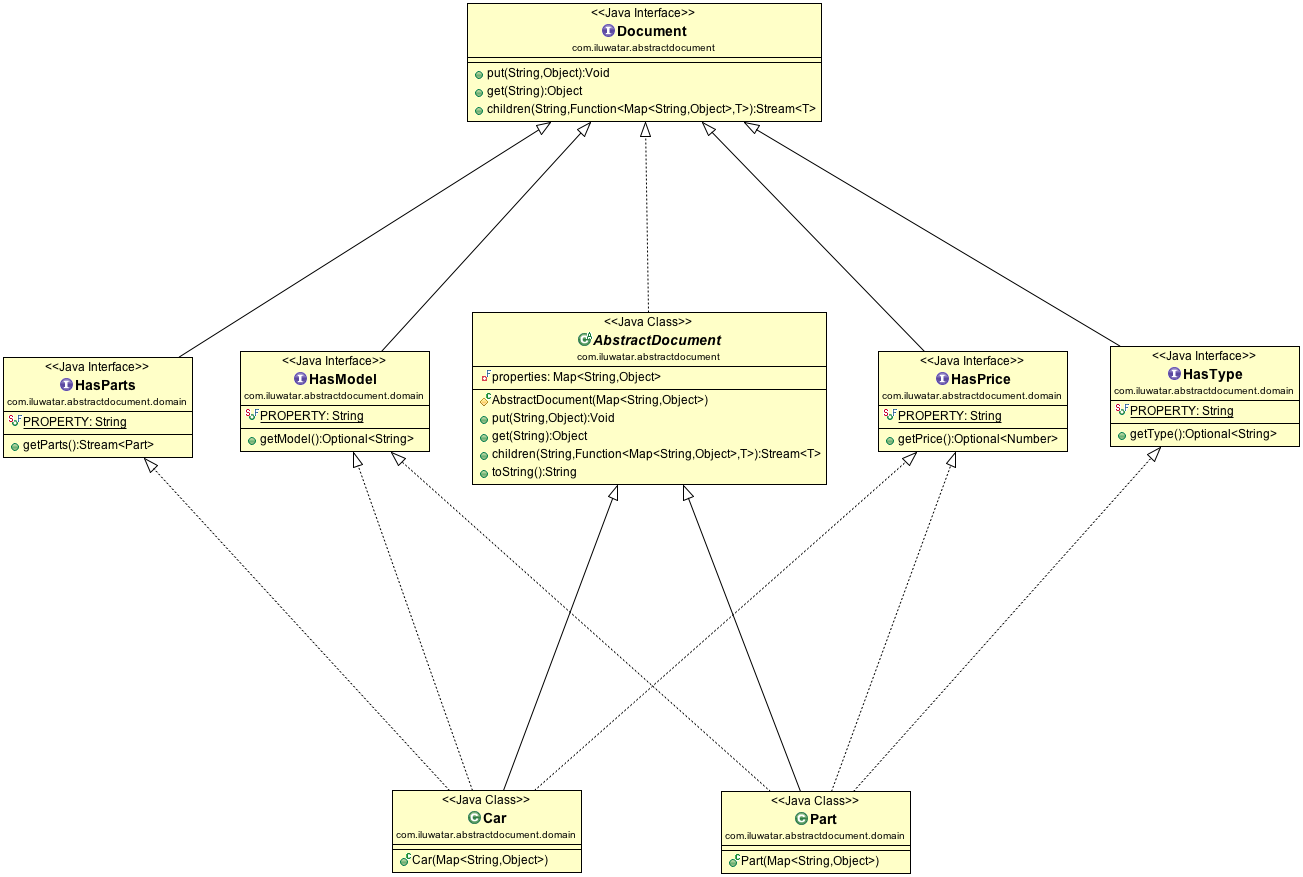 <<Java Interface>>
Document
com.iluwatar.abstractdocument
put(String,Object):Void
get(String):Object
children(String,Function<Map<String,Object>,T>):Stream<T>
<<Java Interface>>
HasParts
com.iluwatar.abstractdocument.domain
PROPERTY: String
getParts():Stream<Part>
<<Java Interface>>
HasModel
com.iluwatar.abstractdocument.domain
PROPERTY: String
getModel():Optional<String>
<<Java Class>>
AbstractDocument
com.iluwatar.abstractdocument
properties: Map<String,Object>
AbstractDocument(Map<String,Object>)
put(String,Object):Void
get(String):Object
children(String,Function<Map<String,Object>,T>):Stream<T>
toString():String
<<Java Interface>>
HasPrice
com.iluwatar.abstractdocument.domain
PROPERTY: String
getPrice():Optional<Number>
<<Java Interface>>
HasType
com.iluwatar.abstractdocument.domain
PROPERTY: String
getType():Optional<String>
<<Java Class>>
Car
com.iluwatar.abstractdocument.domain
Car(Map<String,Object>)
<<Java Class>>
Part
com.iluwatar.abstractdocument.domain
Part(Map<String,Object>)